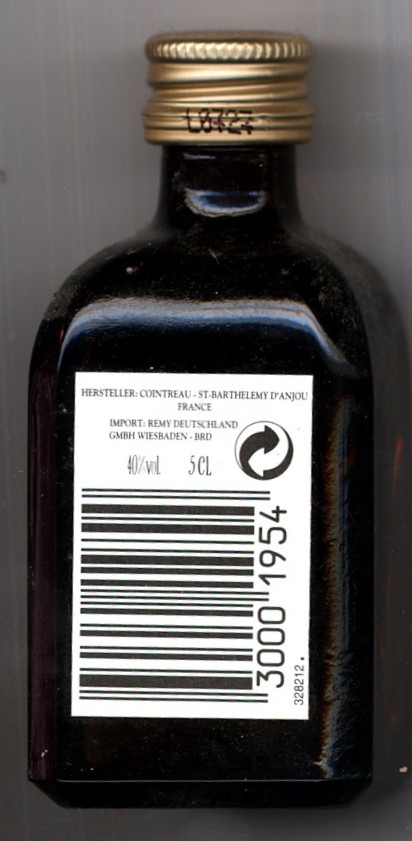 L8727
HERSTELLER: COINTREAU - ST-BARTHELEMY D'ANJOU
FRANCE
IMPORT: REMY DEUTSCHLAND
GMBH WIESBADEN - BRD
40%vol. 5 CL
3000 1954
328212 .